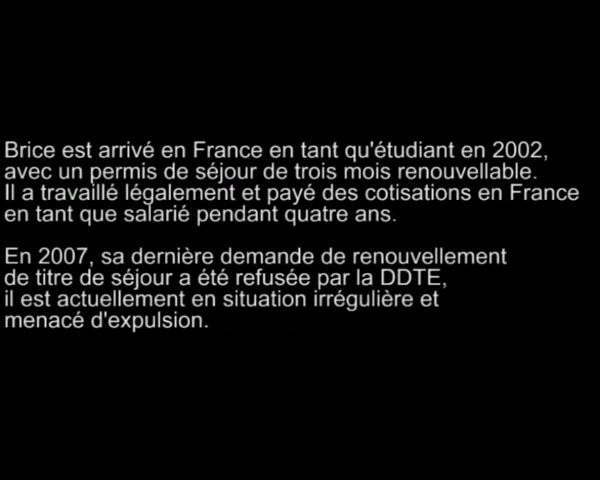 Brice est arrivé en France en tant qu'étudiant en 2002,
avec un permis de séjour de trois mois renouvellable.
Il a travaillé légalement et payé des cotisations en France
en tant que salarié pendant quatre ans.
En 2007, sa dernière demande de renouvellement
de titre de séjour a été refusée par la DDTE,
il est actuellement en situation irrégulière et
menacé d'expulsion.